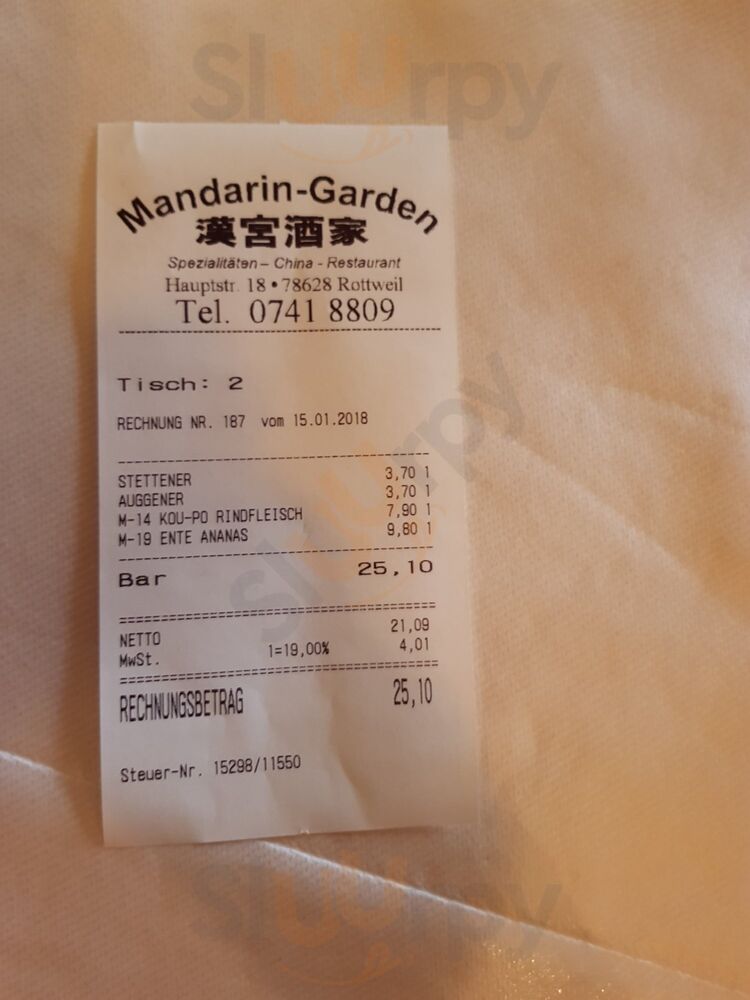 Slurpy
Mandarin-Garden
漢宮酒家
Spezialitäten – China - Restaurant
Hauptstr. 18 • 78628 Rottweil
Tel. 0741 8809
Tisch: 2
RECHNUNG NR. 187 vom 15.01.2018
STETTENER 3,70 1
AUGGENER 3,70 1
M-14 KOU-PO RINDFLEISCH 7,90 1
M-19 ENTE ANANAS 9,80 1
Bar 25,10
NETTO 21,09
MwSt. 1=19,00% 4,01
RECHNUNGSBETRAG 25,10
Steuer-Nr. 15298/11550
Sluurpy
Sluurpy